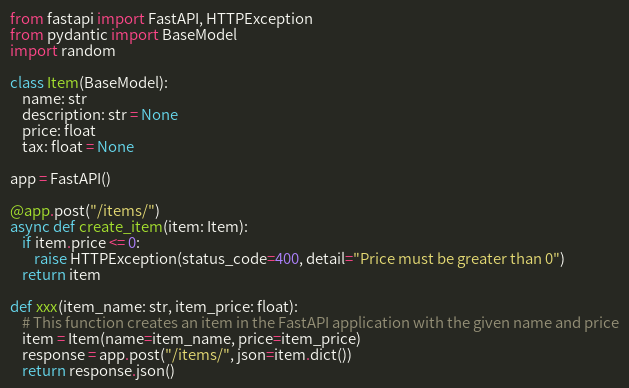 from fastapi import FastAPI, HTTPException
from pydantic import BaseModel
import random

class Item(BaseModel):
    name: str
    description: str = None
    price: float
    tax: float = None

app = FastAPI()

@app.post("/items/")
async def create_item(item: Item):
    if item.price <= 0:
        raise HTTPException(status_code=400, detail="Price must be greater than 0")
    return item

def xxx(item_name: str, item_price: float):
    # This function creates an item in the FastAPI application with the given name and price
    item = Item(name=item_name, price=item_price)
    response = app.post("/items/", json=item.dict())
    return response.json()